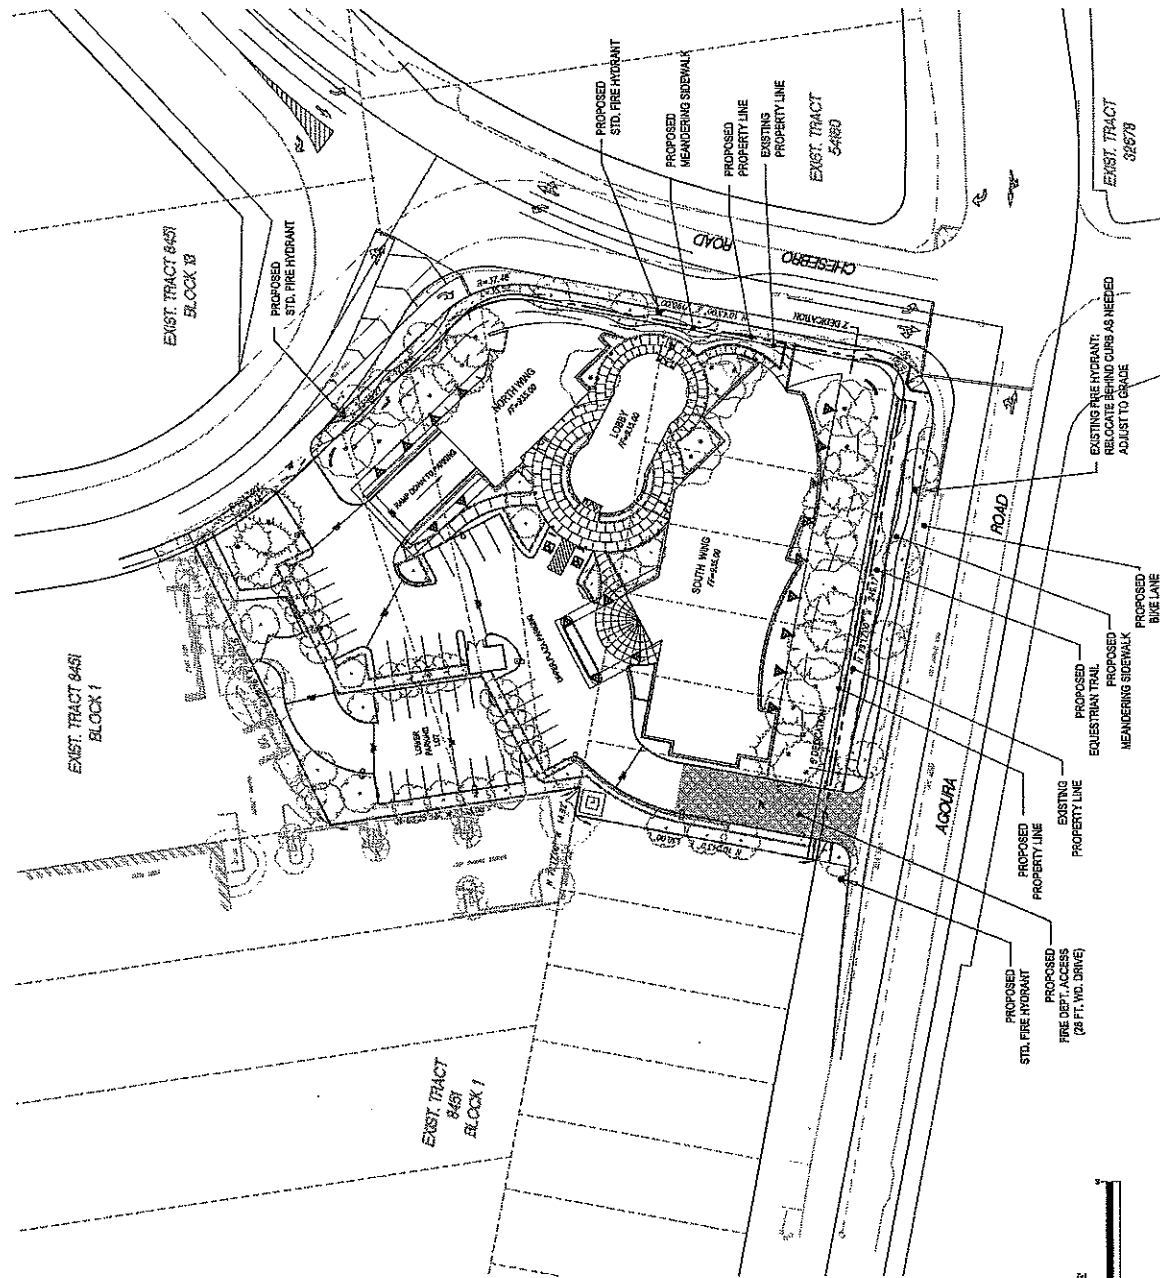 EXIST. TRACT 8451
BLOCK 13
PROPOSED
STD. FIRE HYDRANT
PROPOSED
STD. FIRE HYDRANT
PROPOSED
MEANDERING SIDEWALK
PROPOSED
PROPERTY LINE
EXISTING
PROPERTY LINE
EXIST. TRACT
54160
EXIST. TRACT
32678
CHESEBRO
ROAD
NORTH WING
LOBBY
SOUTH WING
RAMP DOWN TO PARKING
UPPER PLAZA PARKING
LOWER
PARKING
LOT
EXIST. TRACT 8451
BLOCK 1
EXIST. TRACT
8451
BLOCK 1
EXISTING FIRE HYDRANT:
RELOCATE BEHIND CURB AS NEEDED
ADJUST TO GRADE
AGOURA
ROAD
PROPOSED
BIKE LANE
PROPOSED
MEANDERING SIDEWALK
PROPOSED
EQUESTRIAN TRAIL
EXISTING
PROPERTY LINE
PROPOSED
PROPERTY LINE
PROPOSED
FIRE DEPT. ACCESS
(28 FT. WD. DRIVE)
PROPOSED
STD. FIRE HYDRANT